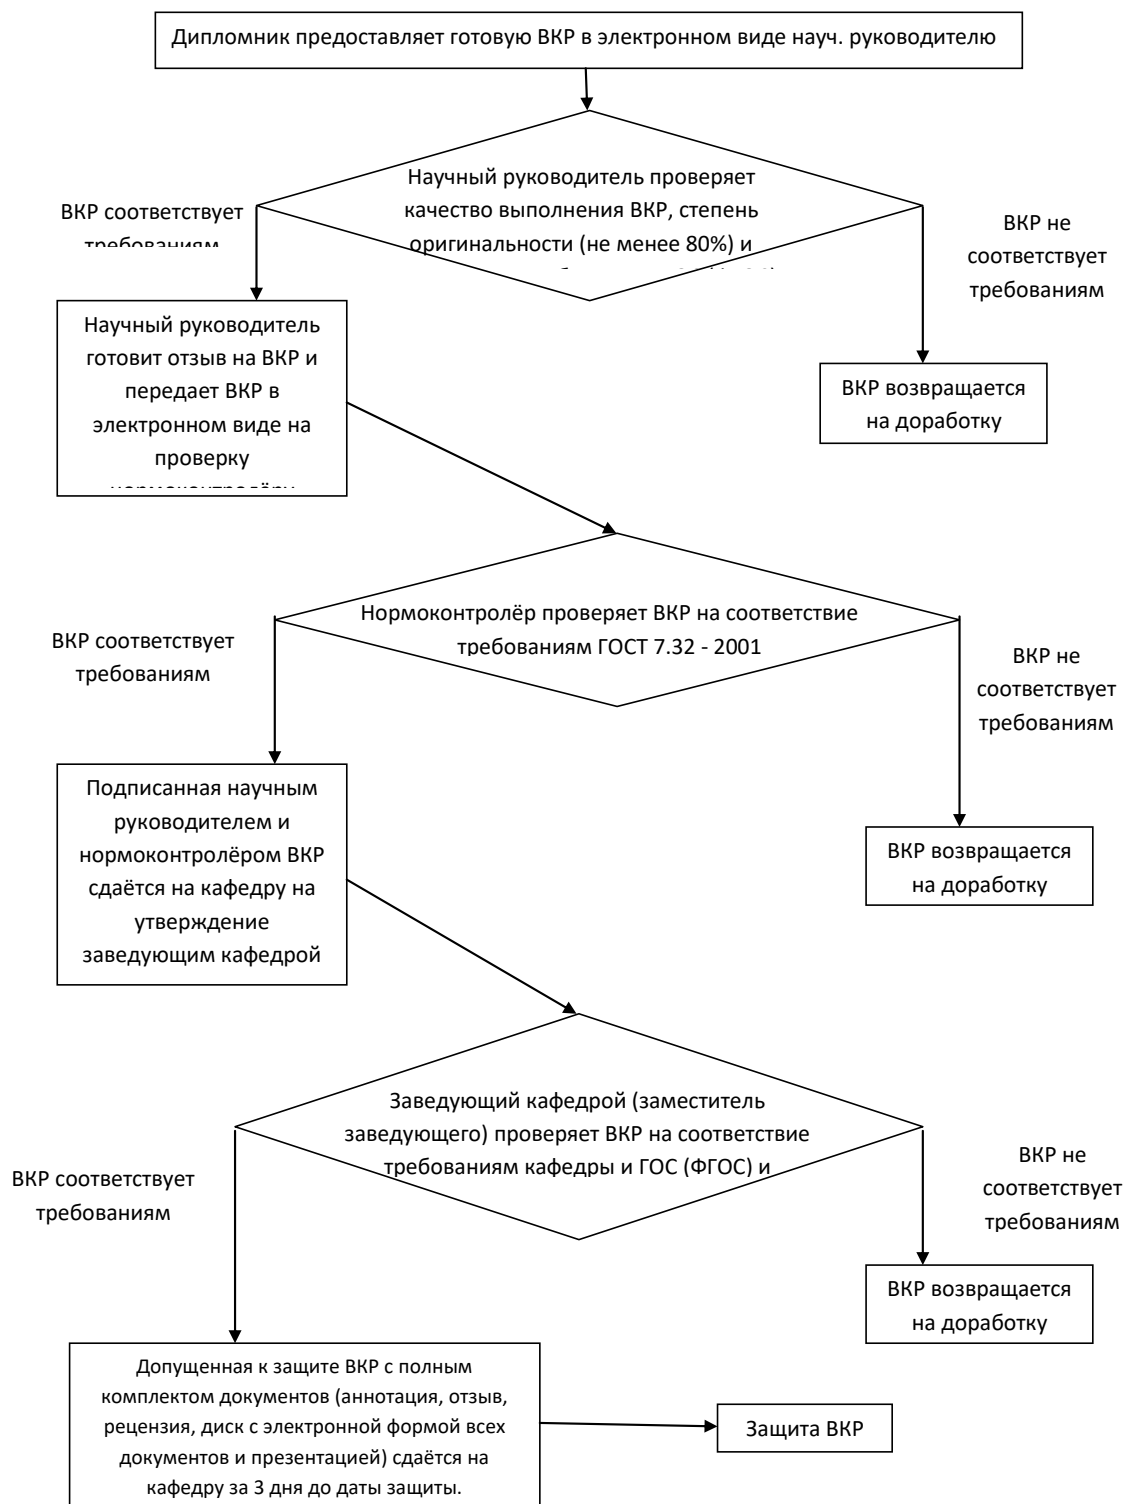 Дипломник предоставляет готовую ВКР в электронном виде науч. руководителю
Научный руководитель проверяет
качество выполнения ВКР, степень
оригинальности (не менее 80%) и
ВКР соответствует
требованиям
ВКР не
соответствует
требованиям
Научный руководитель
готовит отзыв на ВКР и
передает ВКР в
электронном виде на
проверку
нормоконтролёру
ВКР возвращается
на доработку
Нормоконтролёр проверяет ВКР на соответствие
требованиям ГОСТ 7.32 - 2001
ВКР соответствует
требованиям
ВКР не
соответствует
требованиям
Подписанная научным
руководителем и
нормоконтролёром ВКР
сдаётся на кафедру на
утверждение
заведующим кафедрой
ВКР возвращается
на доработку
Заведующий кафедрой (заместитель
заведующего) проверяет ВКР на соответствие
требованиям кафедры и ГОС (ФГОС) и
ВКР соответствует
требованиям
ВКР не
соответствует
требованиям
ВКР возвращается
на доработку
Допущенная к защите ВКР с полным
комплектом документов (аннотация, отзыв,
рецензия, диск с электронной формой всех
документов и презентацией) сдаётся на
кафедру за 3 дня до даты защиты.
Защита ВКР